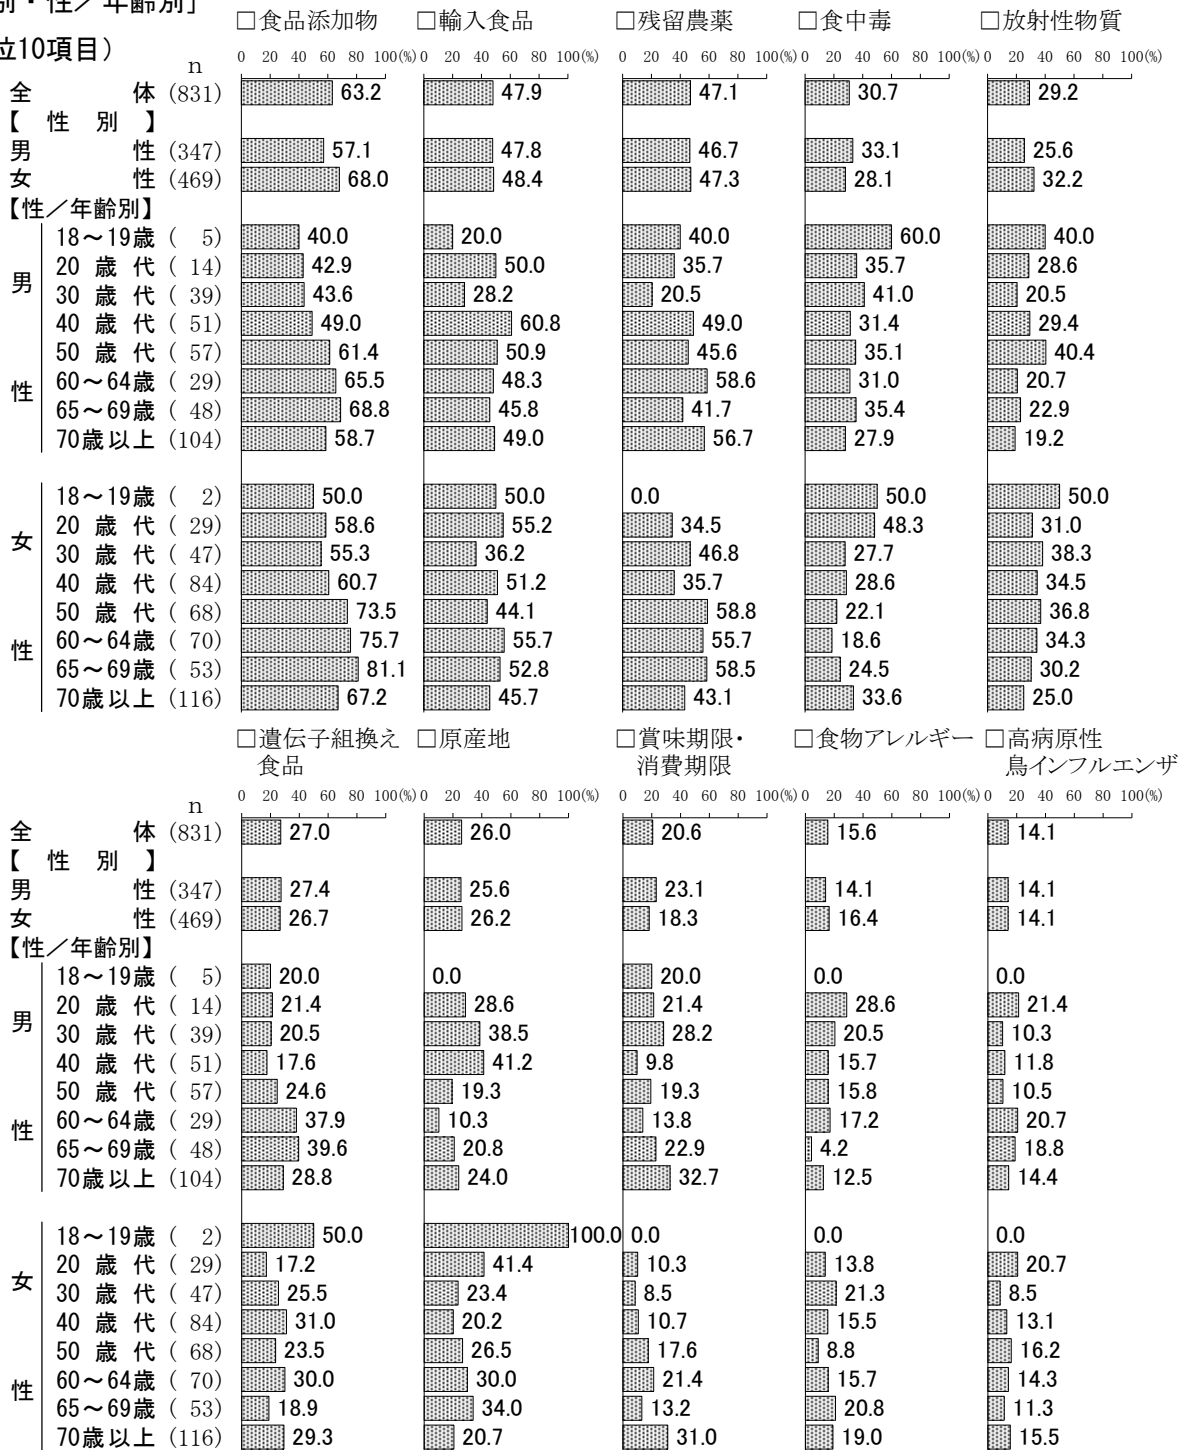 別・性／年齢別」
位10項目）
□食品添加物 □輸入食品 □残留農薬 □食中毒 □放射性物質
n 0 20 40 60 80 100(%) 0 20 40 60 80 100(%) 0 20 40 60 80 100(%) 0 20 40 60 80 100(%) 0 20 40 60 80 100(%)
全体 (831) 63.2 47.9 47.1 30.7 29.2
【性別】
男性 (347) 57.1 47.8 46.7 33.1 25.6
女性 (469) 68.0 48.4 47.3 28.1 32.2
【性／年齢別】
男性
18～19歳 ( 5) 40.0 20.0 40.0 60.0 40.0
20歳代 ( 14) 42.9 50.0 35.7 35.7 28.6
30歳代 ( 39) 43.6 28.2 20.5 41.0 20.5
40歳代 ( 51) 49.0 60.8 49.0 31.4 29.4
50歳代 ( 57) 61.4 50.9 45.6 35.1 40.4
60～64歳 ( 29) 65.5 48.3 58.6 31.0 20.7
65～69歳 ( 48) 68.8 45.8 41.7 35.4 22.9
70歳以上 (104) 58.7 49.0 56.7 27.9 19.2
女性
18～19歳 ( 2) 50.0 50.0 0.0 50.0 50.0
20歳代 ( 29) 58.6 55.2 34.5 48.3 31.0
30歳代 ( 47) 55.3 36.2 46.8 27.7 38.3
40歳代 ( 84) 60.7 51.2 35.7 28.6 34.5
50歳代 ( 68) 73.5 44.1 58.8 22.1 36.8
60～64歳 ( 70) 75.7 55.7 55.7 18.6 34.3
65～69歳 ( 53) 81.1 52.8 58.5 24.5 30.2
70歳以上 (116) 67.2 45.7 43.1 33.6 25.0
□遺伝子組換え □原産地 □賞味期限・ □食物アレルギー □高病原性
食品 消費期限 鳥インフルエンザ
n 0 20 40 60 80 100(%) 0 20 40 60 80 100(%) 0 20 40 60 80 100(%) 0 20 40 60 80 100(%) 0 20 40 60 80 100(%)
全体 (831) 27.0 26.0 20.6 15.6 14.1
【性別】
男性 (347) 27.4 25.6 23.1 14.1 14.1
女性 (469) 26.7 26.2 18.3 16.4 14.1
【性／年齢別】
男性
18～19歳 ( 5) 20.0 0.0 20.0 0.0 0.0
20歳代 ( 14) 21.4 28.6 21.4 28.6 21.4
30歳代 ( 39) 20.5 38.5 28.2 20.5 10.3
40歳代 ( 51) 17.6 41.2 9.8 15.7 11.8
50歳代 ( 57) 24.6 19.3 19.3 15.8 10.5
60～64歳 ( 29) 37.9 10.3 13.8 17.2 20.7
65～69歳 ( 48) 39.6 20.8 22.9 4.2 18.8
70歳以上 (104) 28.8 24.0 32.7 12.5 14.4
女性
18～19歳 ( 2) 50.0 100.0 0.0 0.0 0.0
20歳代 ( 29) 17.2 41.4 10.3 13.8 20.7
30歳代 ( 47) 25.5 23.4 8.5 21.3 8.5
40歳代 ( 84) 31.0 20.2 10.7 15.5 13.1
50歳代 ( 68) 23.5 26.5 17.6 8.8 16.2
60～64歳 ( 70) 30.0 30.0 21.4 15.7 14.3
65～69歳 ( 53) 18.9 34.0 13.2 20.8 11.3
70歳以上 (116) 29.3 20.7 31.0 19.0 15.5